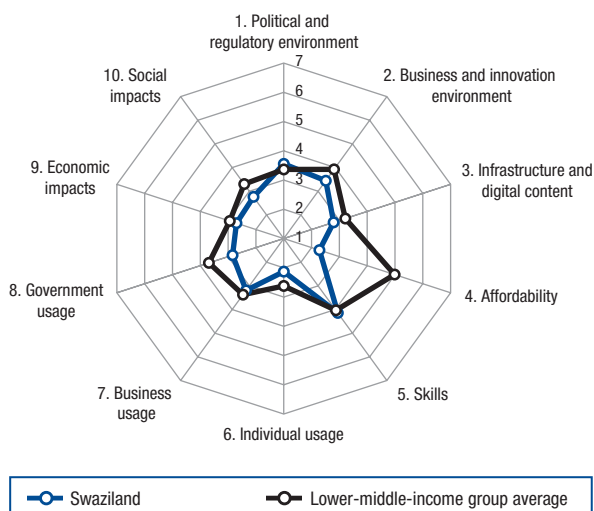 1. Political and
regulatory environment
2. Business and innovation
environment
3. Infrastructure and
digital content
4. Affordability
5. Skills
6. Individual usage
7. Business
usage
8. Government
usage
9. Economic
impacts
10. Social
impacts
7
6
5
4
3
2
1
Swaziland
Lower-middle-income group average